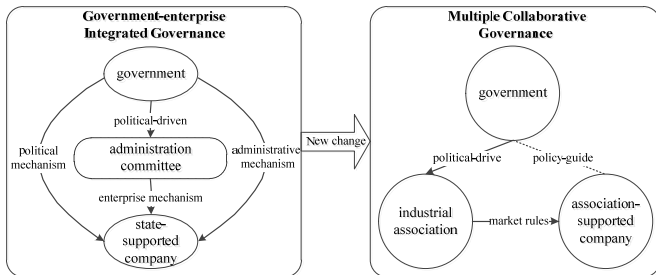 Government-enterprise
Integrated Governance
government
political-driven
political
mechanism
administration
committee
administrative
mechanism
enterprise mechanism
state-
supported
company
New change
Multiple Collaborative
Governance
government
political-drive
policy-guide
industrial
association
market rules
association-
supported
company